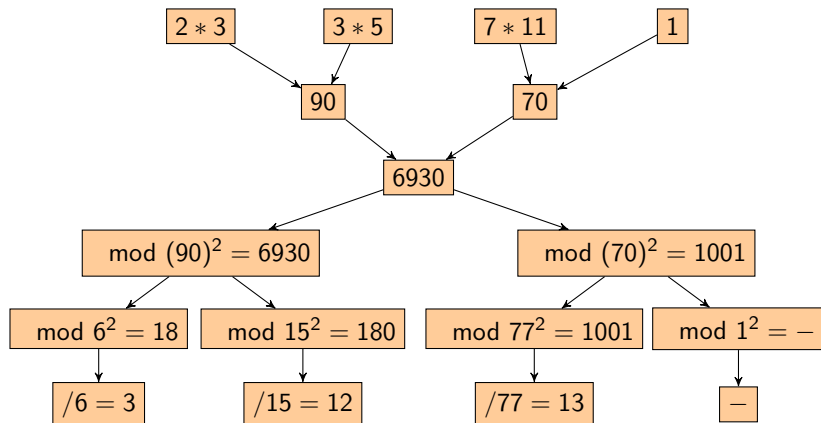 2 ∗ 3 3 ∗ 5 7 ∗ 11 1
90 70
6930
mod (90)² = 6930 mod (70)² = 1001
mod 6² = 18 mod 15² = 180 mod 77² = 1001 mod 1² = −
/6 = 3 /15 = 12 /77 = 13 −